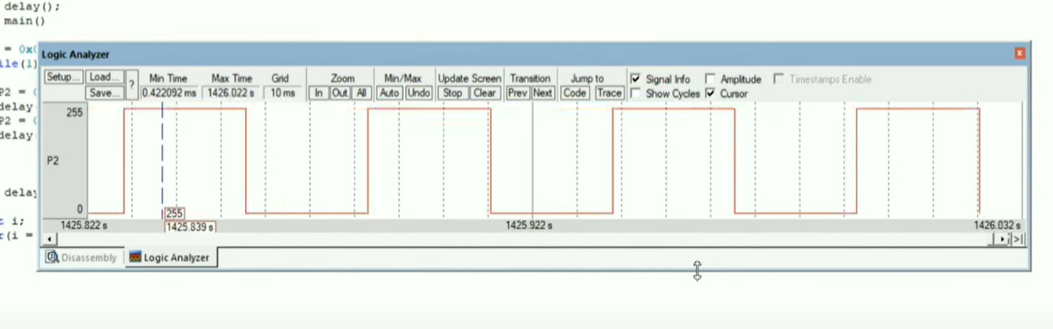 delay();
main()
= 0x
ile(1)
P2 =
delay
P2 =
delay
delay
i;
r(i =
Logic Analyzer
Setup... Load... ? Min Time Max Time Grid Zoom Min/Max Update Screen Transition Jump to Signal Info Amplitude Timestamps Enable
Save... 0.422092 ms 1426.022 s 10 ms In Out All Auto Undo Stop Clear Prev Next Code Trace Show Cycles Cursor
255
P2
0
255
1425.822 s 1425.839 s 1425.922 s 1426.032 s
Disassembly Logic Analyzer